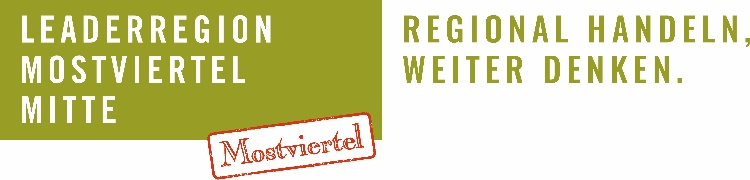 LEADERREGION
MOSTVIERTEL
MITTE
Mostviertel
REGIONAL HANDELN,
WEITER DENKEN.